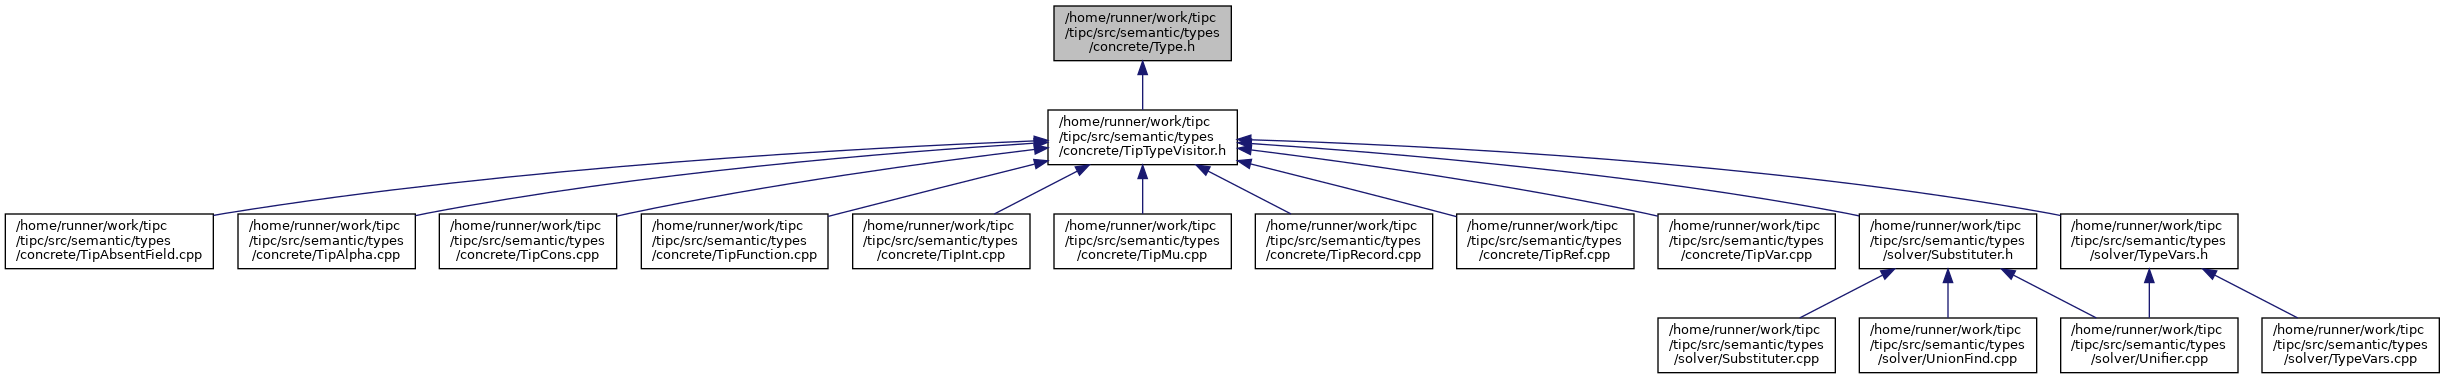 /home/runner/work/tipc
/tipc/src/semantic/types
/concrete/Type.h
/home/runner/work/tipc
/tipc/src/semantic/types
/concrete/TipTypeVisitor.h
/home/runner/work/tipc
/tipc/src/semantic/types
/concrete/TipAbsentField.cpp
/home/runner/work/tipc
/tipc/src/semantic/types
/concrete/TipAlpha.cpp
/home/runner/work/tipc
/tipc/src/semantic/types
/concrete/TipCons.cpp
/home/runner/work/tipc
/tipc/src/semantic/types
/concrete/TipFunction.cpp
/home/runner/work/tipc
/tipc/src/semantic/types
/concrete/TipInt.cpp
/home/runner/work/tipc
/tipc/src/semantic/types
/concrete/TipMu.cpp
/home/runner/work/tipc
/tipc/src/semantic/types
/concrete/TipRecord.cpp
/home/runner/work/tipc
/tipc/src/semantic/types
/concrete/TipRef.cpp
/home/runner/work/tipc
/tipc/src/semantic/types
/concrete/TipVar.cpp
/home/runner/work/tipc
/tipc/src/semantic/types
/solver/Substituter.h
/home/runner/work/tipc
/tipc/src/semantic/types
/solver/TypeVars.h
/home/runner/work/tipc
/tipc/src/semantic/types
/solver/Substituter.cpp
/home/runner/work/tipc
/tipc/src/semantic/types
/solver/UnionFind.cpp
/home/runner/work/tipc
/tipc/src/semantic/types
/solver/Unifier.cpp
/home/runner/work/tipc
/tipc/src/semantic/types
/solver/TypeVars.cpp